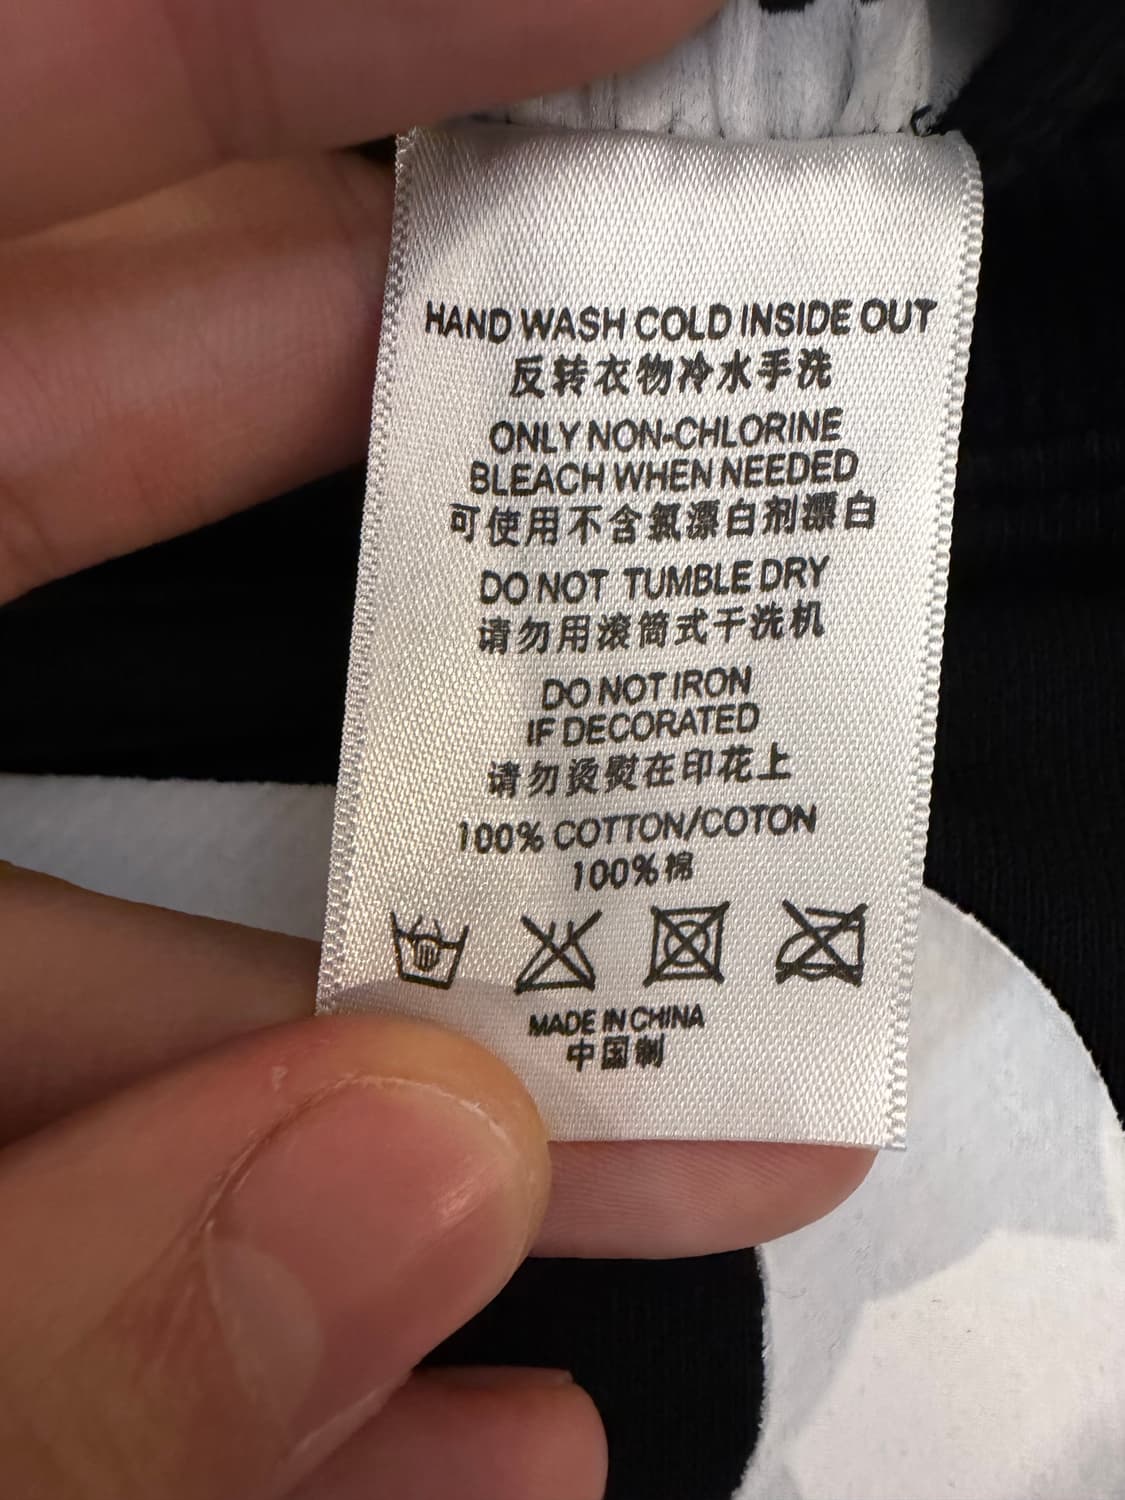 HAND WASH COLD INSIDE OUT
反转衣物冷水手洗
ONLY NON-CHLORINE
BLEACH WHEN NEEDED
可使用不含氯漂白剂漂白
DO NOT TUMBLE DRY
请勿用滚筒式干洗机
DO NOT IRON
IF DECORATED
请勿烫熨在印花上
100% COTTON/COTON
100%棉
MADE IN CHINA
中国制